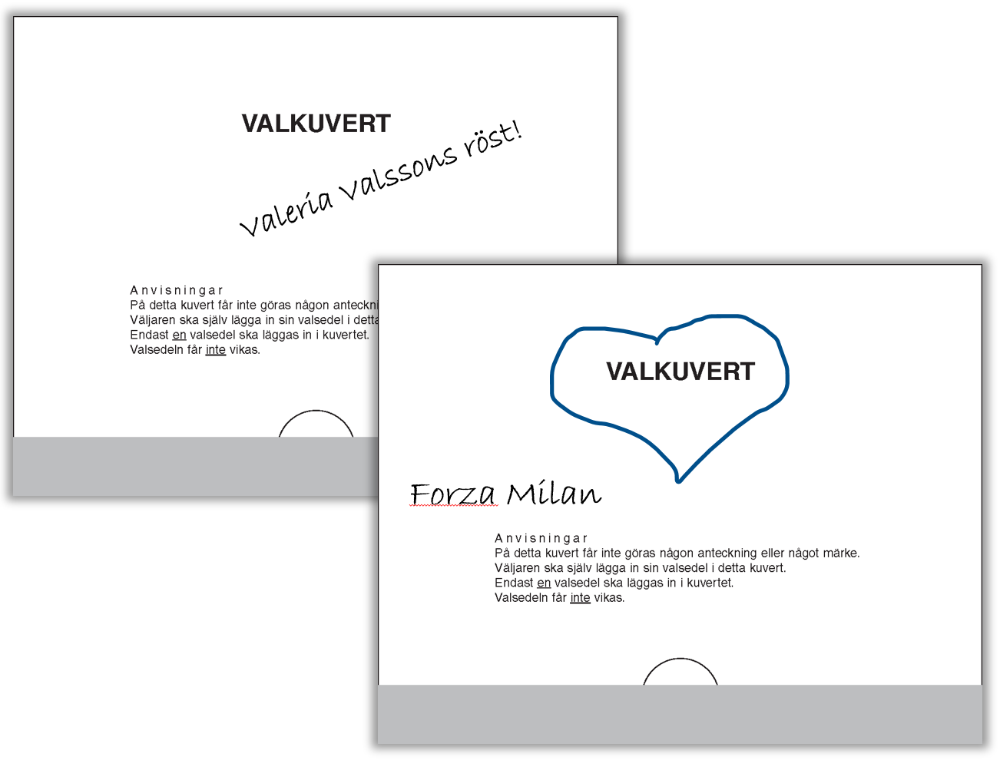 VALKUVERT
Valeria Valssons röst!
Anvisningar
På detta kuvert får inte göras någon
Väljaren ska själv lägga in sin valsedel i detta
Endast en valsedel ska läggas in i kuvertet.
Valsedeln får inte vikas.
VALKUVERT
Forza Milan
Anvisningar
På detta kuvert får inte göras någon anteckning eller något märke.
Väljaren ska själv lägga in sin valsedel i detta kuvert.
Endast en valsedel ska läggas in i kuvertet.
Valsedeln får inte vikas.